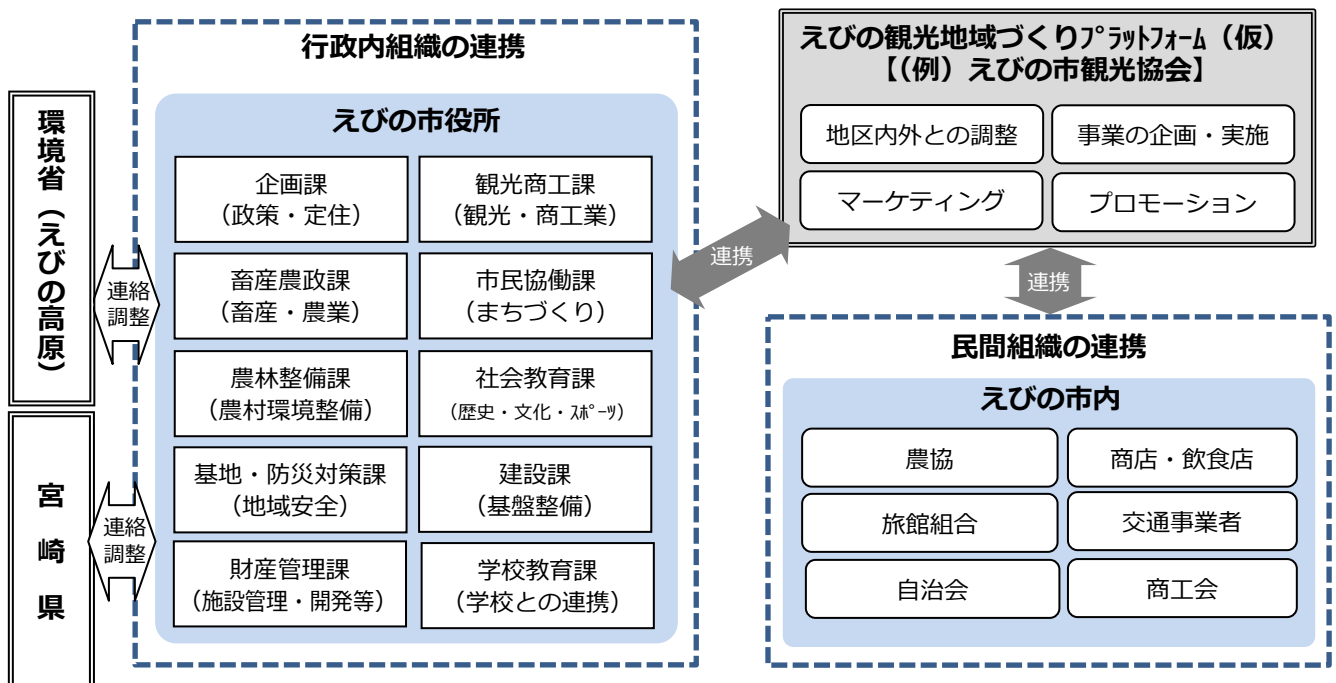 環境省（えびの高原）
宮崎県
連絡
調整
連絡
調整
行政内組織の連携
えびの市役所
企画課
（政策・定住）
観光商工課
（観光・商工業）
畜産農政課
（畜産・農業）
市民協働課
（まちづくり）
農林整備課
（農村環境整備）
社会教育課
（歴史・文化・ｽﾎﾟｰﾂ）
基地・防災対策課
（地域安全）
建設課
（基盤整備）
財産管理課
（施設管理・開発等）
学校教育課
（学校との連携）
連携
えびの観光地域づくりﾌﾟﾗｯﾄﾌｫｰﾑ（仮）
【（例）えびの市観光協会】
地区内外との調整
事業の企画・実施
マーケティング
プロモーション
連携
民間組織の連携
えびの市内
農協
商店・飲食店
旅館組合
交通事業者
自治会
商工会